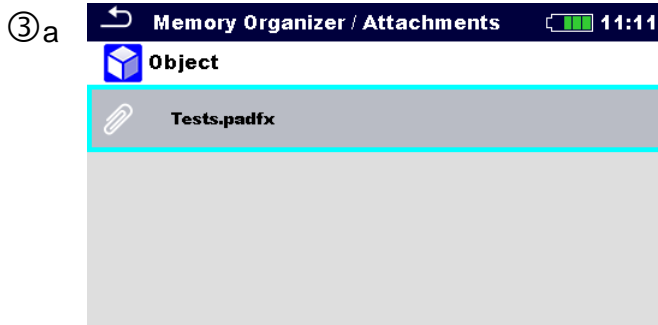 ③a
Memory Organizer / Attachments 11:11
Object
Tests.padfx